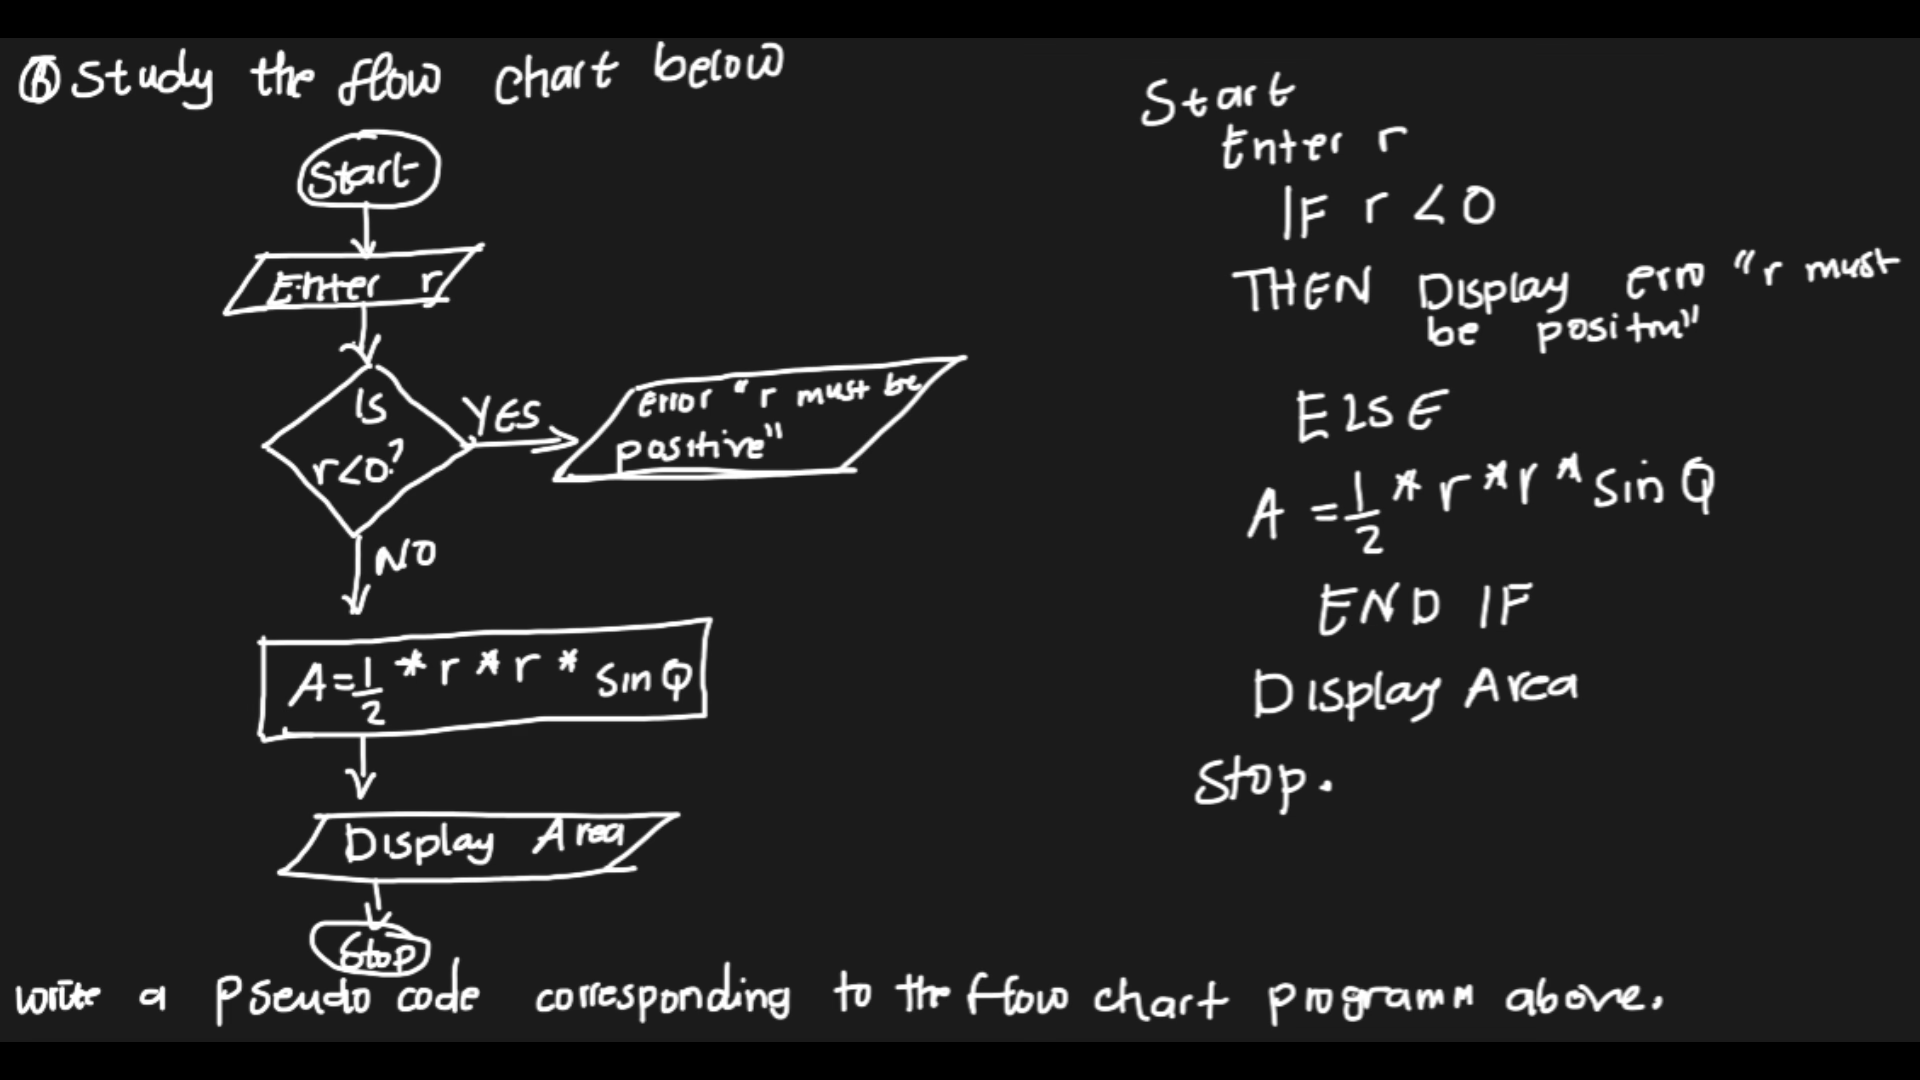 ⑥ Study the flow chart below
Start
Enter r
Is
r<0?
YES
error "r must be
positive"
NO
A=1/2 * r * r * sin Q
Display Area
Stop
write a Pseudo code corresponding to the flow chart programm above.
Start
Enter r
IF r < 0
THEN Display erro "r must
be positm"
ELSE
A = 1/2 * r * r * sin Q
END IF
Display Area
Stop.